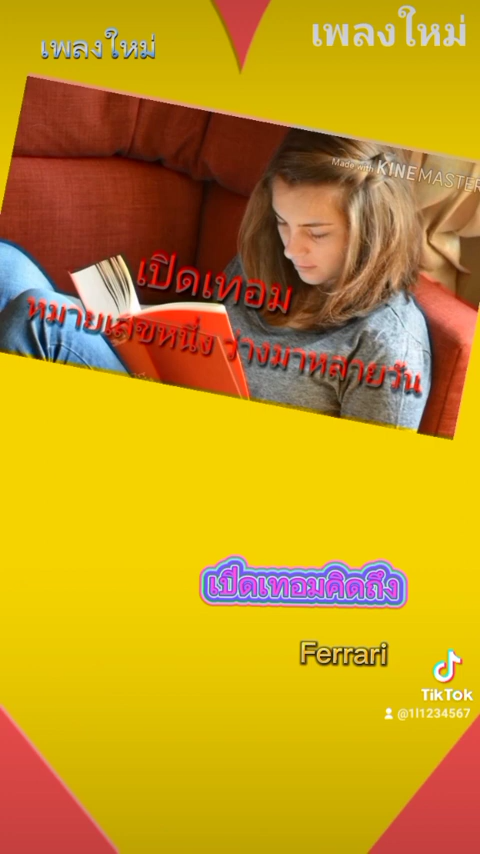 เพลงใหม่
เพลงใหม่
Made with KINEMASTER
เปิดเทอม
หมายเลขหนึ่ง ว่างมาหลายวัน
เปิดเทอมคิดถึง
Ferrari
TikTok
@1l1234567